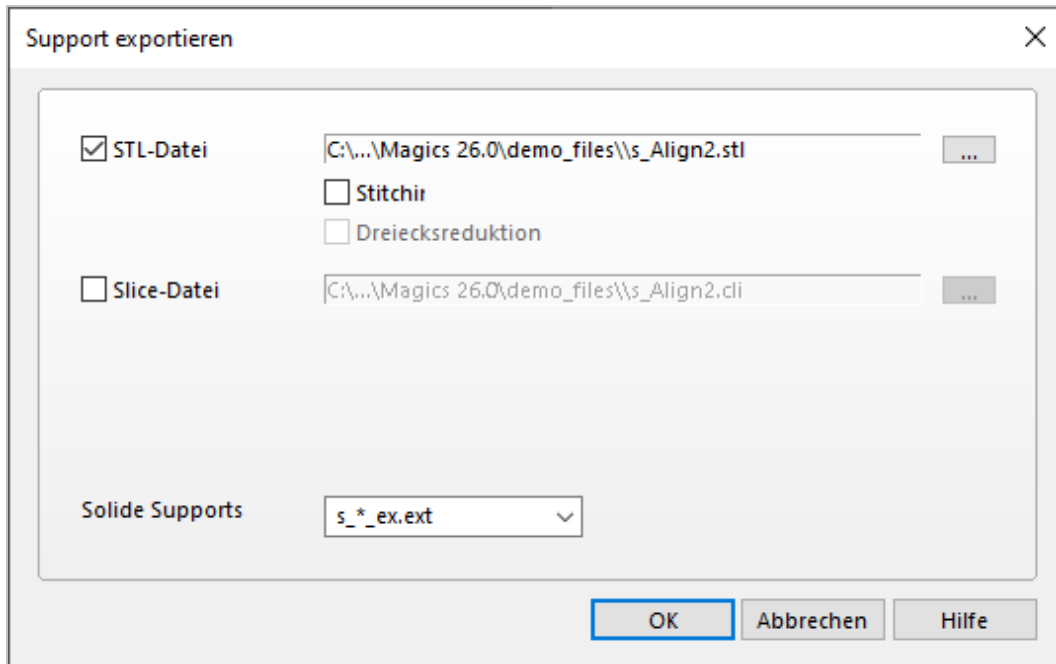 Support exportieren
STL-Datei C:\...\Magics 26.0\demo_files\\s_Align2.stl ...
Stitchir
Dreiecksreduktion
Slice-Datei C:\...\Magics 26.0\demo_files\\s_Align2.cli ...
Solide Supports s_*_ex.ext
OK Abbrechen Hilfe